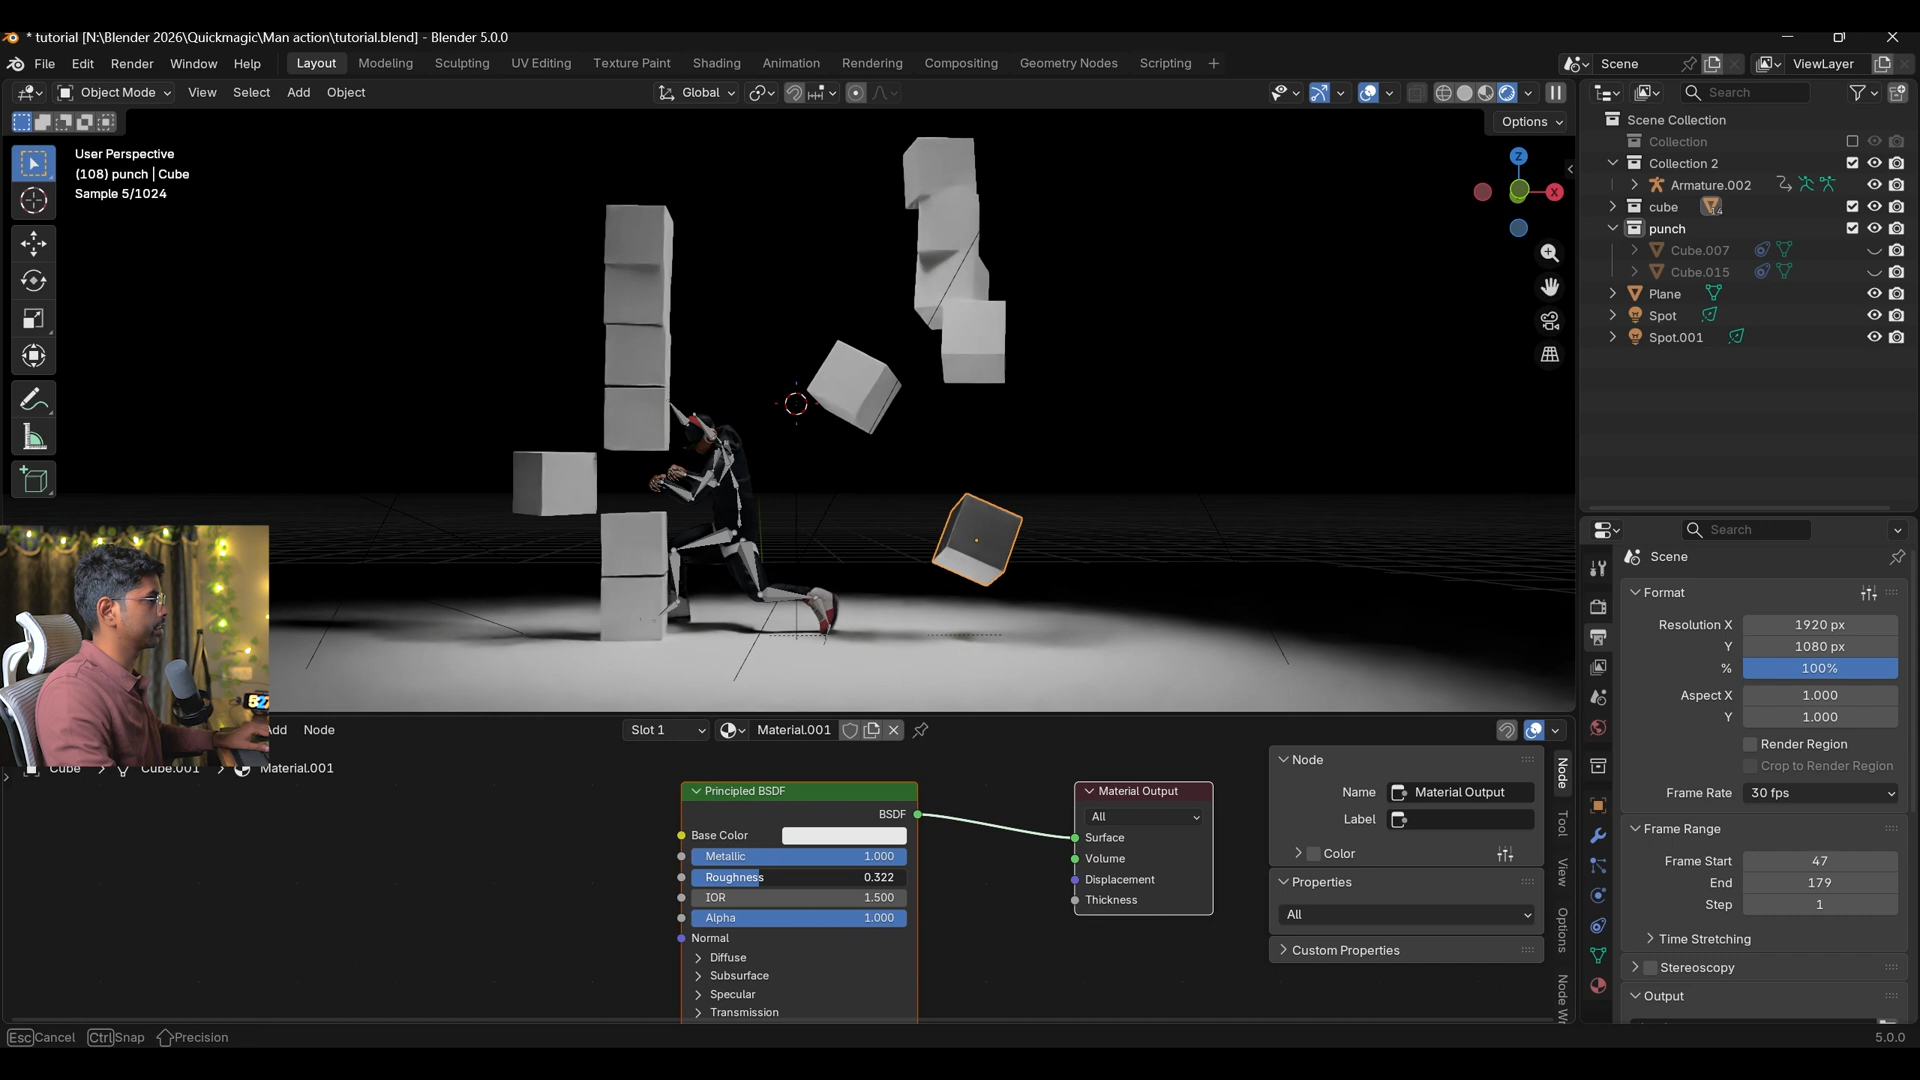 * tutorial [N:\Blender 2026\Quickmagic\Man action\tutorial.blend] - Blender 5.0.0
File Edit Render Window Help Layout Modeling Sculpting UV Editing Texture Paint Shading Animation Rendering Compositing Geometry Nodes Scripting + Scene ViewLayer
Object Mode View Select Add Object Global Search
Options
Scene Collection
User Perspective
(108) punch | Cube
Sample 5/1024
Z
X
Collection
Collection 2
Armature.002
cube 14
punch
Cube.007
Cube.015
Plane
Spot
Spot.001
Search
Scene
Format
Resolution X 1920 px
Y 1080 px
% 100%
Aspect X 1.000
Y 1.000
Render Region
Crop to Render Region
Frame Rate 30 fps
Frame Range
Frame Start 47
End 179
Step 1
Time Stretching
Stereoscopy
Output
Add Node Slot 1 Material.001
Cube > Cube.001 > Material.001
Principled BSDF
BSDF
Base Color
Metallic 1.000
Roughness 0.322
IOR 1.500
Alpha 1.000
Normal
Diffuse
Subsurface
Specular
Transmission
Material Output
All
Surface
Volume
Displacement
Thickness
Node
Name Material Output
Label
Color
Properties
All
Custom Properties
Node
Tool
View
Options
Node Wr
Esc Cancel Ctrl Snap Precision 5.0.0